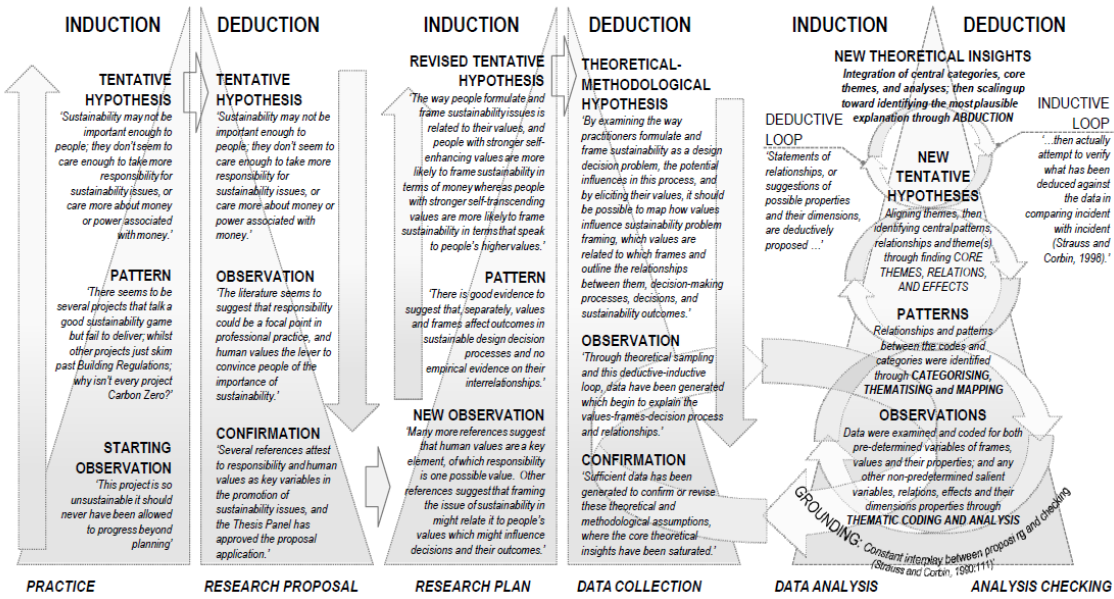 INDUCTION
TENTATIVE
HYPOTHESIS
'Sustainability may not be
important enough to
people; they don't seem to
care enough to take more
responsibility for
sustainability issues, or
care more about money
or power associated
with money.'
PATTERN
'There seems to be
several projects that talk a
good sustainability game
but fail to deliver; whilst
other projects just skim
past Building Regulations;
why isn't every project
Carbon Zero?'
STARTING
OBSERVATION
'This project is so
unsustainable it should
never have been allowed
to progress beyond
planning'
PRACTICE
DEDUCTION
TENTATIVE
HYPOTHESIS
'Sustainability may not be
important enough to
people; they don't seem to
care enough to take more
responsibility for
sustainability issues, or
care more about money or
power associated with
money.'
OBSERVATION
'The literature seems to
suggest that responsibility
could be a focal point in
professional practice, and
human values the lever to
convince people of the
importance of
sustainability.'
CONFIRMATION
'Several references attest
to responsibility and human
values as key variables in
the promotion of
sustainability issues, and
the Thesis Panel has
approved the proposal
application.'
RESEARCH PROPOSAL
INDUCTION
REVISED TENTATIVE
HYPOTHESIS
'The way people formulate and
frame sustainability issues is
related to their values, and
people with stronger self-
enhancing values are more
likely to frame sustainability in
terms of money whereas people
with stronger self-transcending
values are more likely to frame
sustainability in terms that speak
to people's higher values.'
PATTERN
'There is good evidence to
suggest that, separately, values
and frames affect outcomes in
sustainable design decision
processes and no
empirical evidence on their
interrelationships.'
NEW OBSERVATION
'Many more references suggest
that human values are a key
element, of which responsibility
is one possible value. Other
references suggest that framing
the issue of sustainability in
might relate it to people's
values which might influence
decisions and their outcomes.'
RESEARCH PLAN
DEDUCTION
THEORETICAL-
METHODOLOGICAL
HYPOTHESIS
'By examining the way
practitioners formulate and
frame sustainability as a design
decision problem, the potential
influences in this process, and
by eliciting their values, it should
be possible to map how values
influence sustainability problem
framing, which values are
related to which frames and
outline the relationships
between them, decision-making
processes, decisions, and
sustainability outcomes.'
OBSERVATION
'Through theoretical sampling
and this deductive-inductive
loop, data have been generated
which begin to explain the
values-frames-decision process
and relationships.'
CONFIRMATION
'Sufficient data has been
generated to confirm or revise
these theoretical and
methodological assumptions,
where the core theoretical
insights have been saturated.'
DATA COLLECTION
INDUCTION
DEDUCTION
NEW THEORETICAL INSIGHTS
Integration of central categories, core
themes, and analyses; then scaling up
toward identifying the most plausible
explanation through ABDUCTION
DEDUCTIVE
LOOP
'Statements of
relationships, or
suggestions of
possible properties
and their dimensions,
are deductively
proposed …'
INDUCTIVE
LOOP
'…then actually
attempt to verify
what has been
deduced against
the data in
comparing incident
with incident
(Strauss and
Corbin, 1998).'
NEW
TENTATIVE
HYPOTHESES
Aligning themes, then
identifying central patterns,
relationships and theme(s)
through finding CORE
THEMES, RELATIONS,
AND EFFECTS
PATTERNS
Relationships and patterns
between the codes and
categories were identified
through CATEGORISING,
THEMATISING and MAPPING
OBSERVATIONS
Data were examined and coded for both
pre-determined variables of frames,
values and their properties; and any
other non-predetermined salient
variables, relations, effects and their
dimensions properties through
THEMATIC CODING AND ANALYSIS
GROUNDING: Constant interplay between proposing and checking
(Strauss and Corbin, 1990:111)
DATA ANALYSIS
ANALYSIS CHECKING